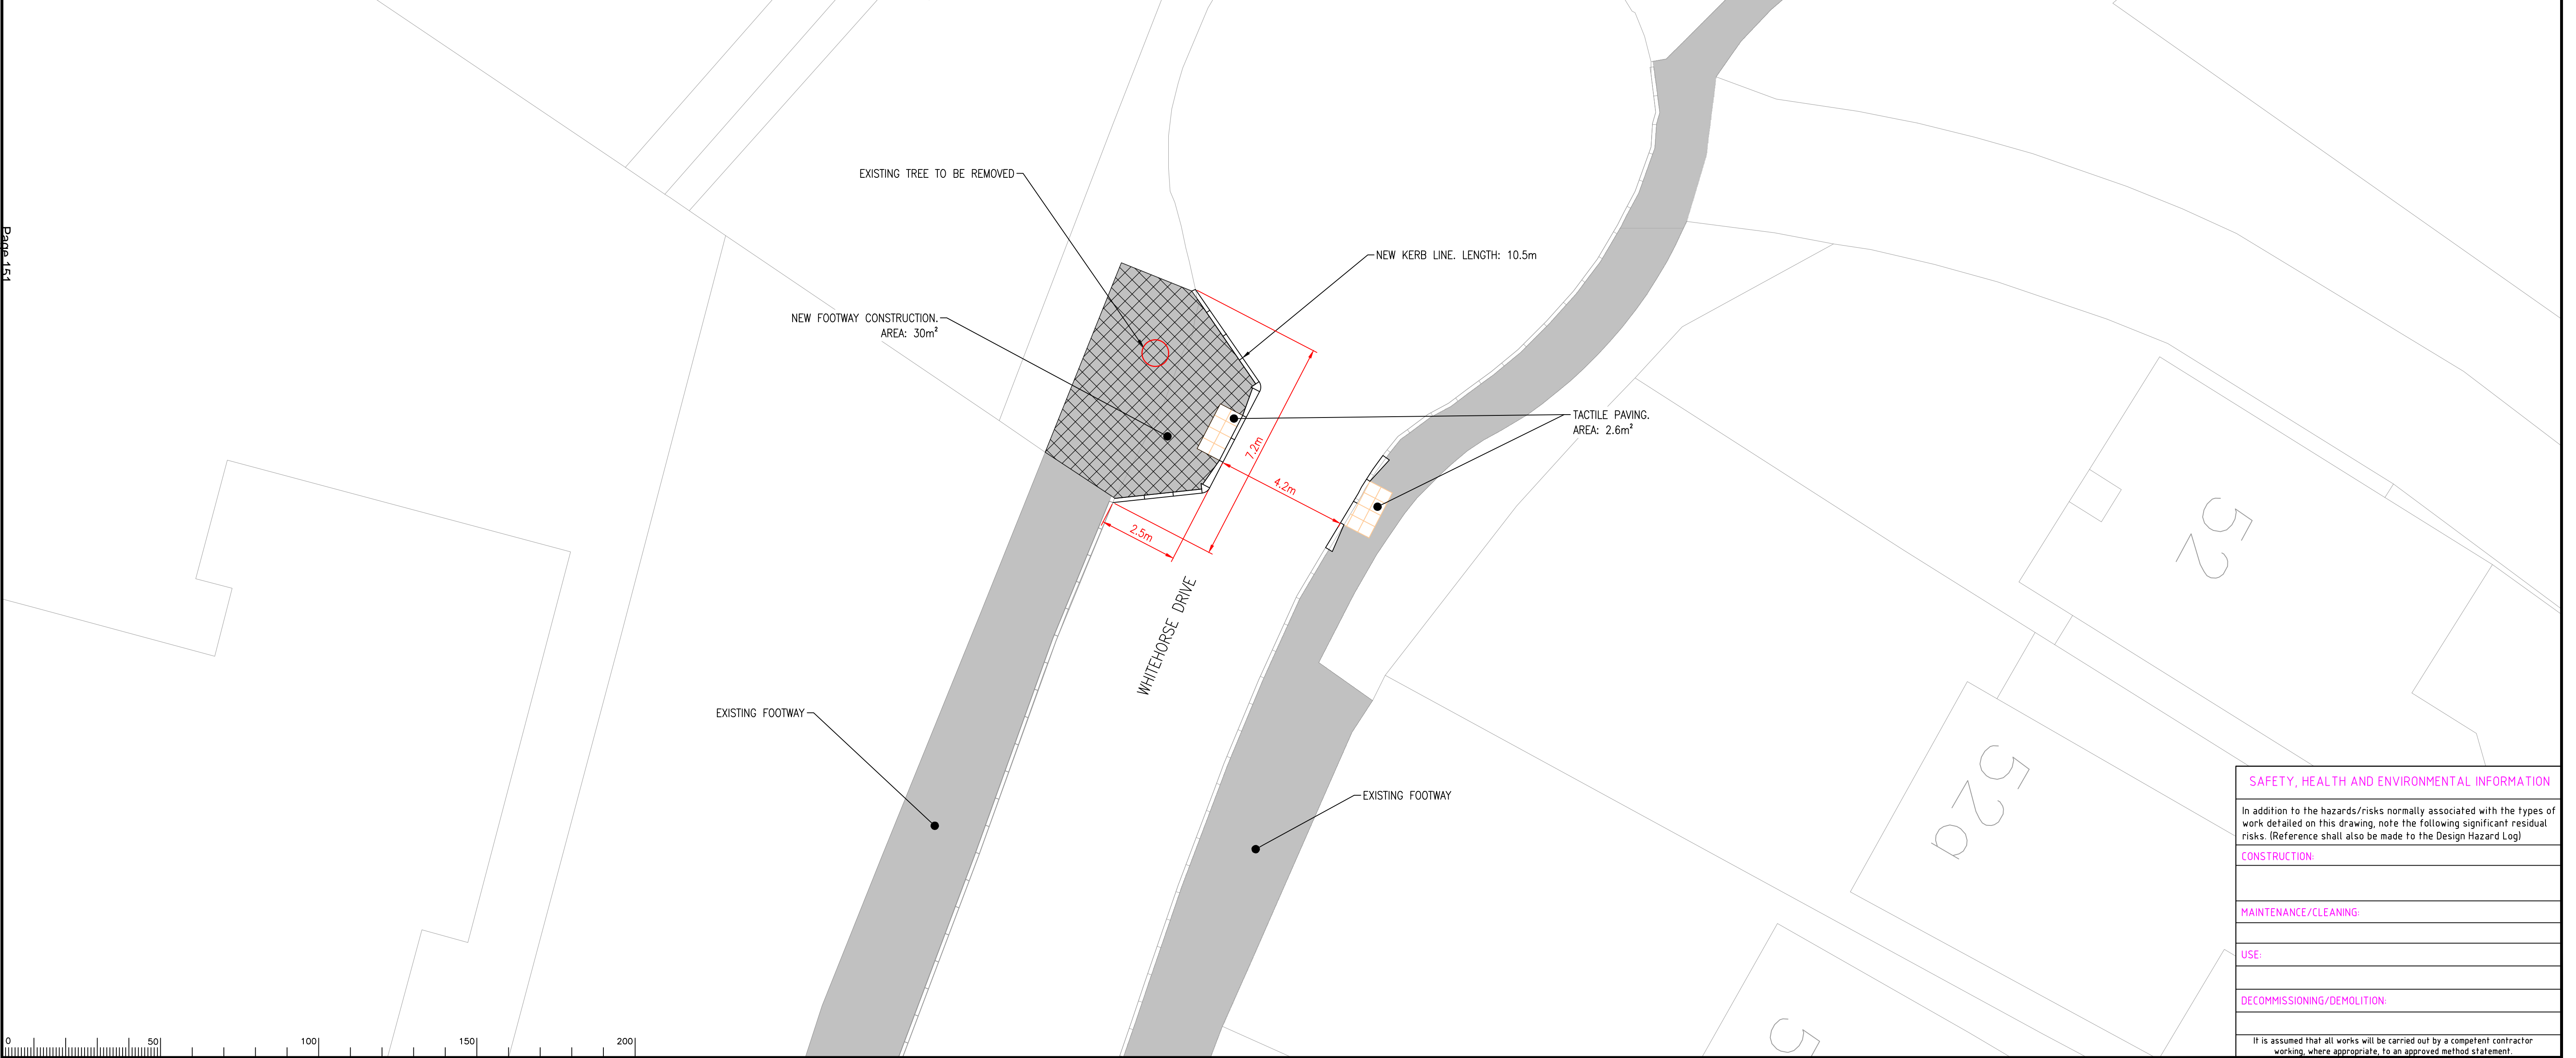 Page 151
EXISTING TREE TO BE REMOVED
NEW KERB LINE. LENGTH: 10.5m
NEW FOOTWAY CONSTRUCTION.
AREA: 30m²
TACTILE PAVING.
AREA: 2.6m²
7.2m
4.2m
2.5m
WHITEHORSE DRIVE
EXISTING FOOTWAY
EXISTING FOOTWAY
52
52a
5
SAFETY, HEALTH AND ENVIRONMENTAL INFORMATION
In addition to the hazards/risks normally associated with the types of
work detailed on this drawing, note the following significant residual
risks. (Reference shall also be made to the Design Hazard Log)
CONSTRUCTION:
MAINTENANCE/CLEANING:
USE:
DECOMMISSIONING/DEMOLITION:
It is assumed that all works will be carried out by a competent contractor
working, where appropriate, to an approved method statement.
0 50 100 150 200